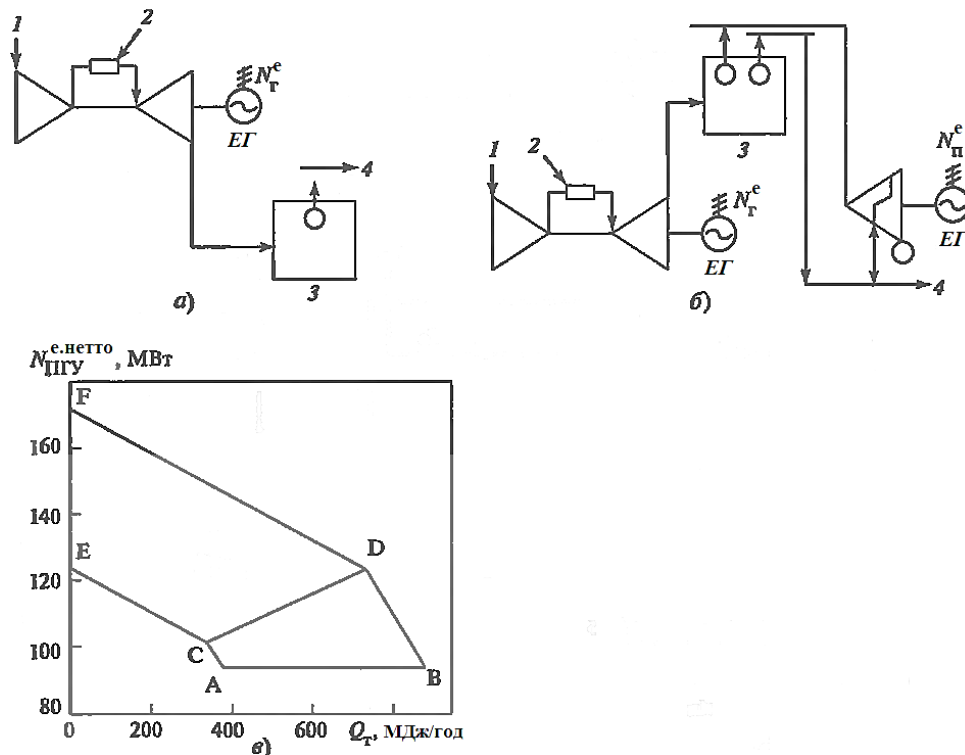 1
2
N_г^е
ЕГ
4
3
а)
1
2
3
N_г^е
ЕГ
N_п^е
ЕГ
4
б)
N_ПГУ^е.нетто, МВт
F
160
140
E
D
120
100
C
A
B
80
0
200
400
600
Q_т, МДж/год
в)